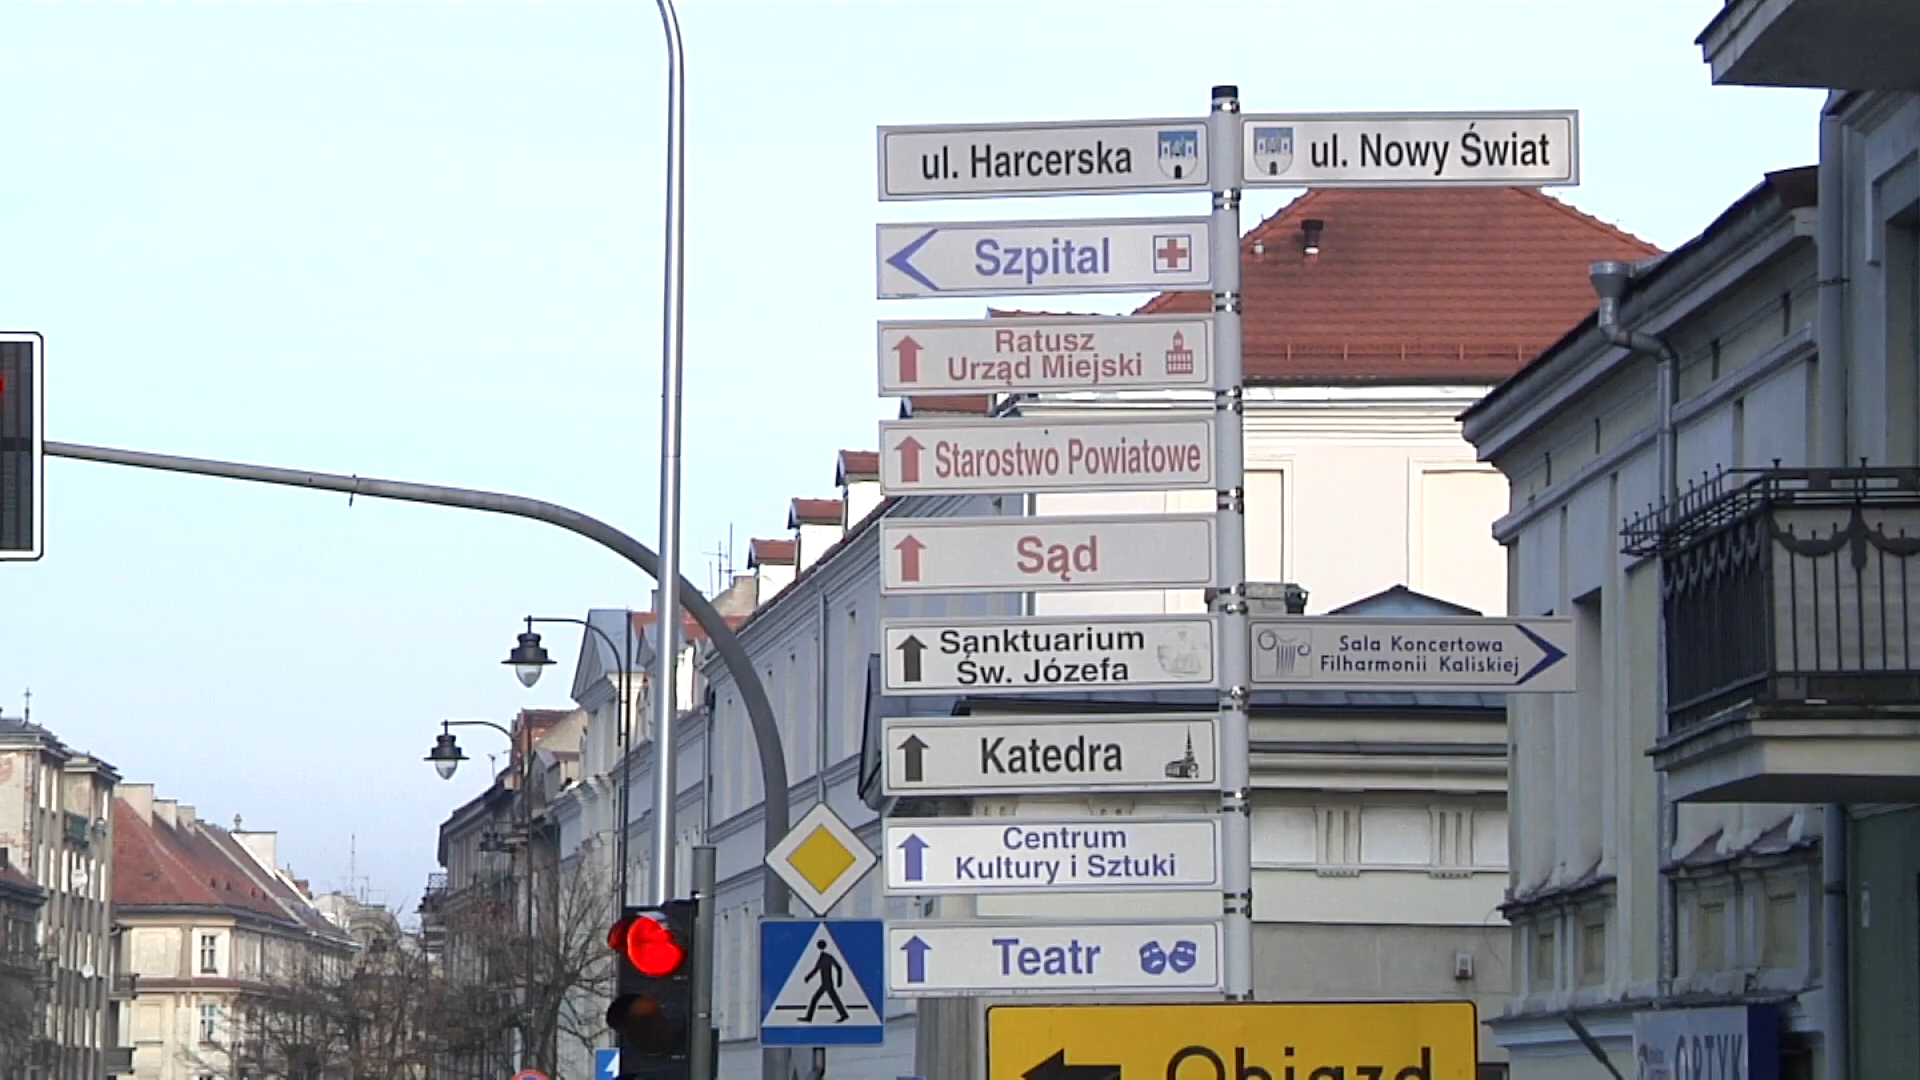 ul. Harcerska
ul. Nowy Świat
Szpital
Ratusz
Urząd Miejski
Starostwo Powiatowe
Sąd
Sanktuarium
Św. Józefa
Sala Koncertowa
Filharmonii Kaliskiej
Katedra
Centrum
Kultury i Sztuki
Teatr
Objazd
OPTYK